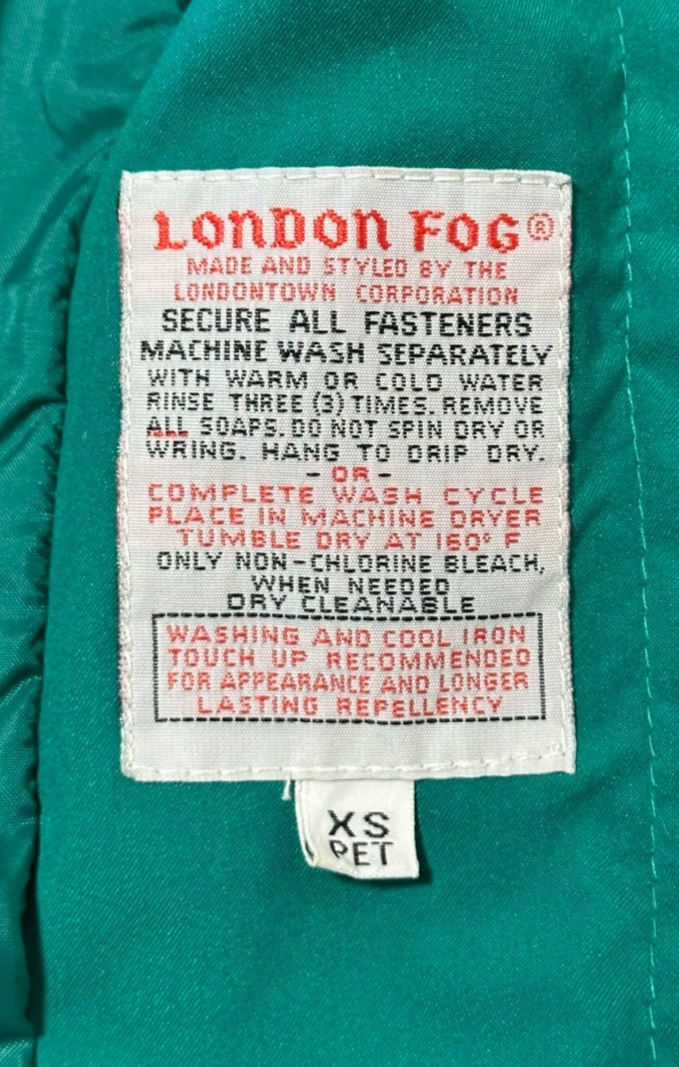 LONDON FOG®
MADE AND STYLED BY THE
LONDONTOWN CORPORATION
SECURE ALL FASTENERS
MACHINE WASH SEPARATELY
WITH WARM OR COLD WATER
RINSE THREE (3) TIMES. REMOVE
ALL SOAPS. DO NOT SPIN DRY OR
WRING. HANG TO DRIP DRY.
- OR -
COMPLETE WASH CYCLE
PLACE IN MACHINE DRYER
TUMBLE DRY AT 160° F
ONLY NON-CHLORINE BLEACH,
WHEN NEEDED
DRY CLEANABLE
WASHING AND COOL IRON
TOUCH UP RECOMMENDED
FOR APPEARANCE AND LONGER
LASTING REPELLENCY
XS
PET